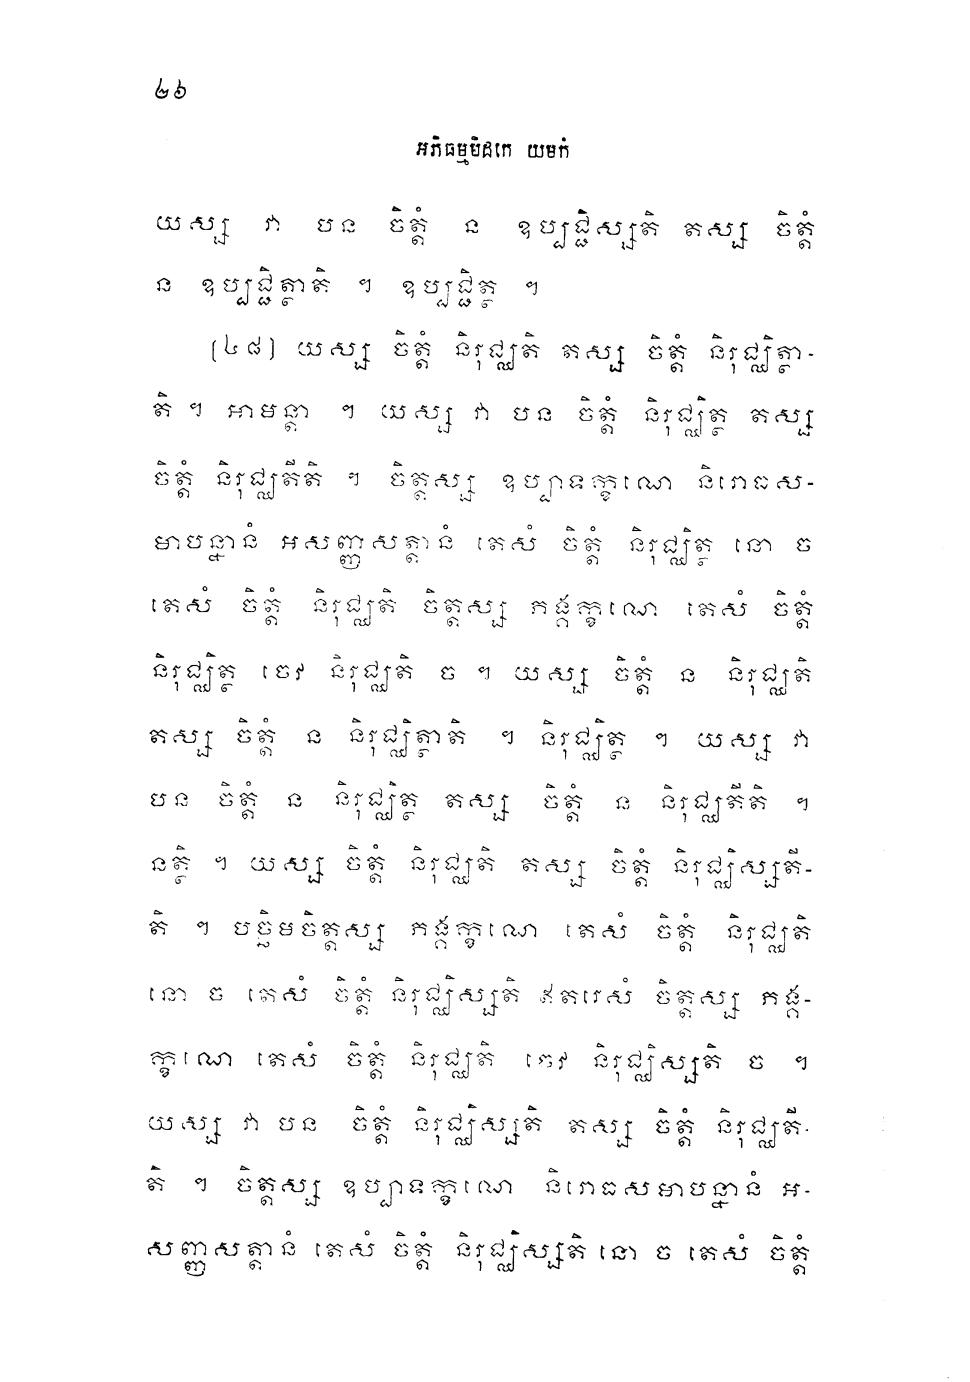 ២៦
អភិធម្មបិដកេ យមកំ
យស្ស វា បន ចិត្តំ ន ឧប្បជ្ជិស្សតិ តស្ស ចិត្តំ
ន ឧប្បជ្ជិត្ថាតិ ។ ឧប្បជ្ជិត្ថ ។
(៤៨) យស្ស ចិត្តំ និរុជ្ឈតិ តស្ស ចិត្តំ និរុជ្ឈិត្ថា-
តិ ។ អាមន្តា ។ យស្ស វា បន ចិត្តំ និរុជ្ឈិត្ថ តស្ស
ចិត្តំ និរុជ្ឈតីតិ ។ ចិត្តស្ស ឧប្បាទក្ខណេ និរោធស-
មាបន្នានំ អសញ្ញសត្តានំ តេសំ ចិត្តំ និរុជ្ឈិត្ថ នោ ច
តេសំ ចិត្តំ និរុជ្ឈតិ ចិត្តស្ស ភង្គក្ខណេ តេសំ ចិត្តំ
និរុជ្ឈិត្ថ ចេវ និរុជ្ឈតិ ច ។ យស្ស ចិត្តំ ន និរុជ្ឈតិ
តស្ស ចិត្តំ ន និរុជ្ឈិត្ថាតិ ។ និរុជ្ឈិត្ថ ។ យស្ស វា
បន ចិត្តំ ន និរុជ្ឈិត្ថ តស្ស ចិត្តំ ន និរុជ្ឈតីតិ ។
នត្ថិ ។ យស្ស ចិត្តំ និរុជ្ឈតិ តស្ស ចិត្តំ និរុជ្ឈិស្សតី-
តិ ។ បច្ឆិមចិត្តស្ស ភង្គក្ខណេ តេសំ ចិត្តំ និរុជ្ឈតិ
នោ ច តេសំ ចិត្តំ និរុជ្ឈិស្សតិ ឥតរេសំ ចិត្តស្ស ភង្គ-
ក្ខណេ តេសំ ចិត្តំ និរុជ្ឈតិ ចេវ និរុជ្ឈិស្សតិ ច ។
យស្ស វា បន ចិត្តំ និរុជ្ឈិស្សតិ តស្ស ចិត្តំ និរុជ្ឈតី-
តិ ។ ចិត្តស្ស ឧប្បាទក្ខណេ និរោធសមាបន្នានំ អ-
សញ្ញសត្តានំ តេសំ ចិត្តំ និរុជ្ឈិស្សតិ នោ ច តេសំ ចិត្តំ